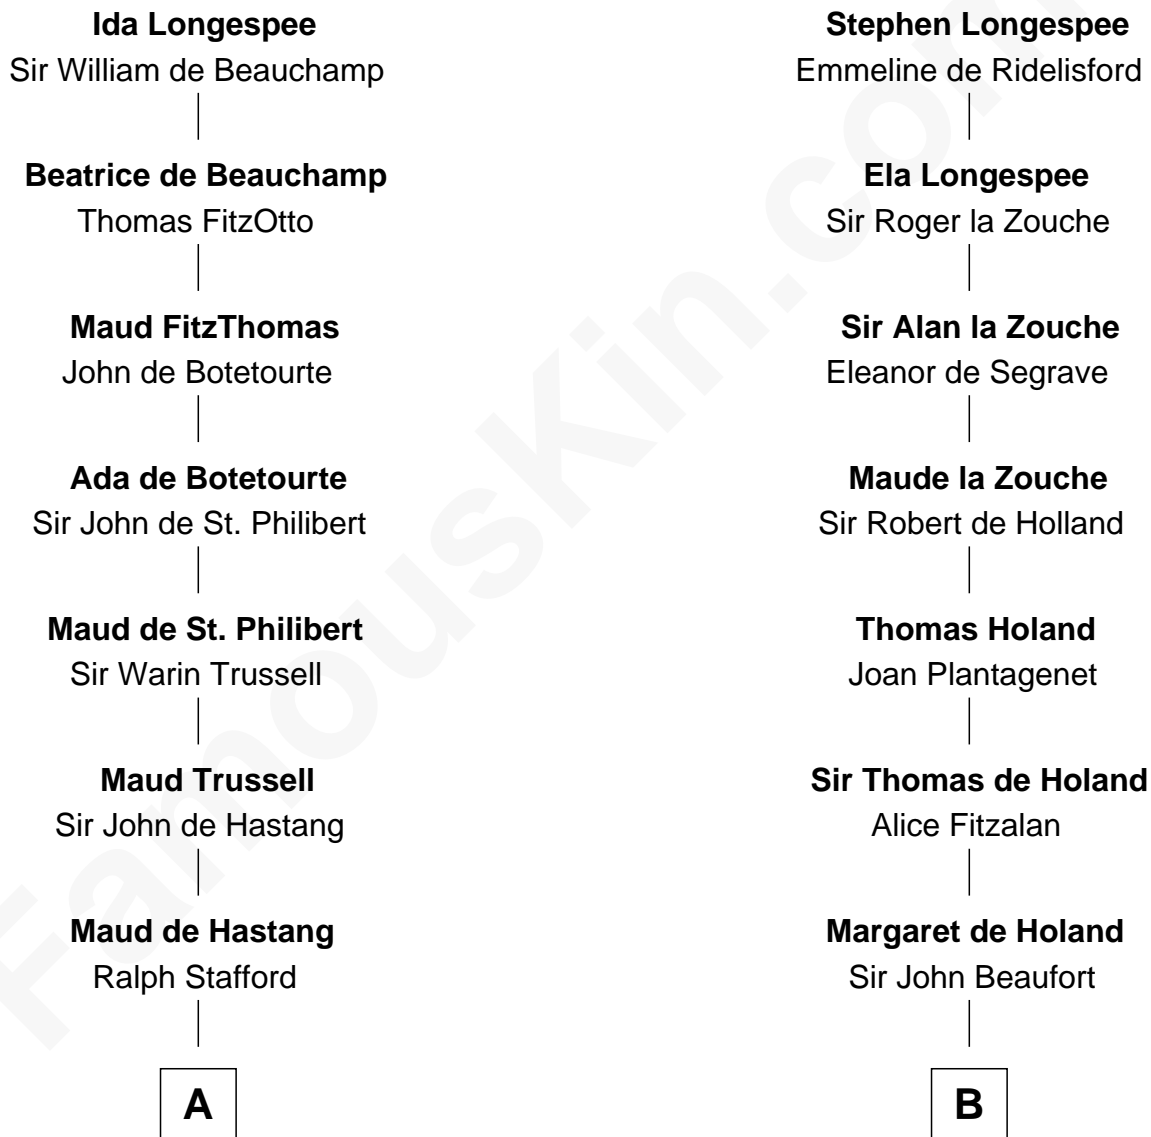 Ida Longespee
Sir William de Beauchamp
Beatrice de Beauchamp
Thomas FitzOtto
Maud FitzThomas
John de Botetourte
Ada de Botetourte
Sir John de St. Philibert
Maud de St. Philibert
Sir Warin Trussell
Maud Trussell
Sir John de Hastang
Maud de Hastang
Ralph Stafford
A
Stephen Longespee
Emmeline de Ridelisford
Ela Longespee
Sir Roger la Zouche
Sir Alan la Zouche
Eleanor de Segrave
Maude la Zouche
Sir Robert de Holland
Thomas Holand
Joan Plantagenet
Sir Thomas de Holand
Alice Fitzalan
Margaret de Holand
Sir John Beaufort
B
FamousKin.com